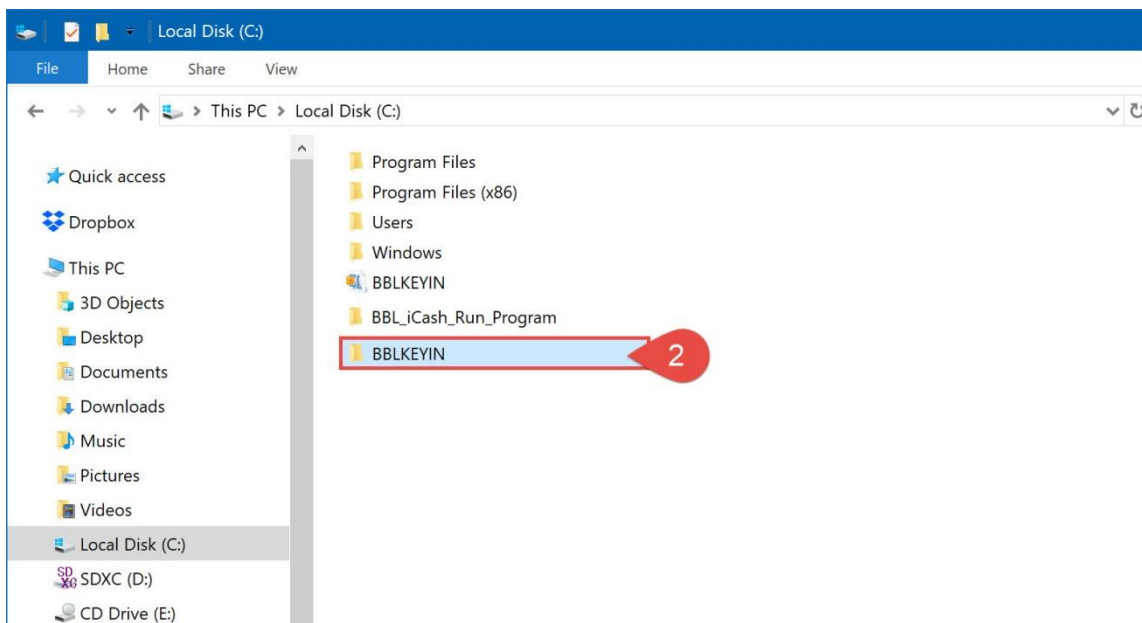 Local Disk (C:)
File Home Share View
This PC > Local Disk (C:)
Quick access
Dropbox
This PC
3D Objects
Desktop
Documents
Downloads
Music
Pictures
Videos
Local Disk (C:)
SD XC SDXC (D:)
CD Drive (E:)
Program Files
Program Files (x86)
Users
Windows
BBLKEYIN
BBL_iCash_Run_Program
BBLKEYIN
2